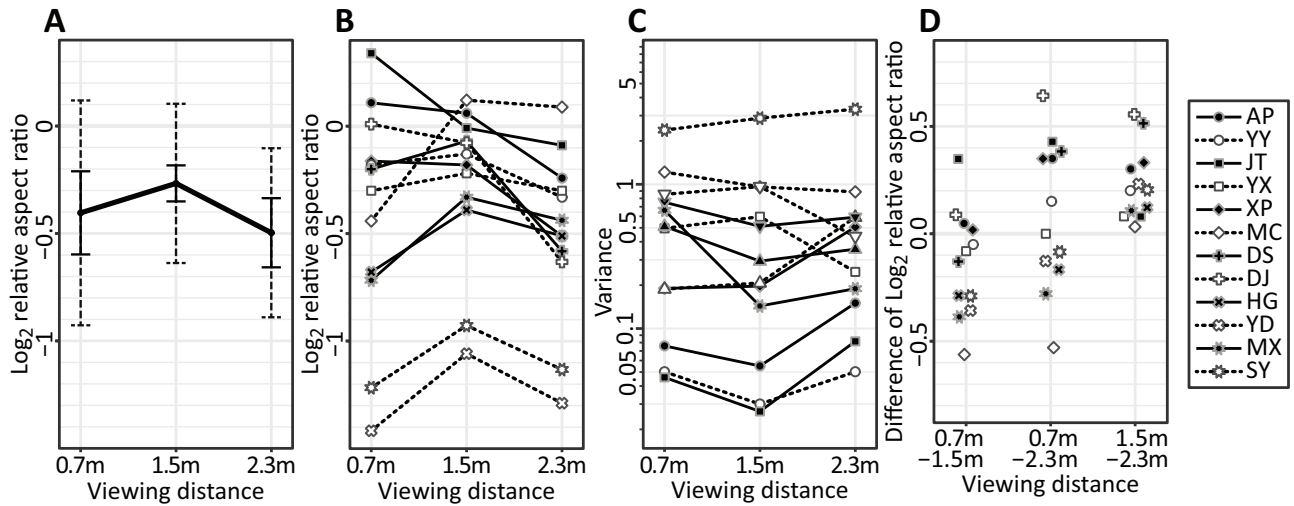 A
Log2 relative aspect ratio
0
−0.5
−1
0.7m 1.5m 2.3m
Viewing distance
B
Log2 relative aspect ratio
0
−0.5
−1
0.7m 1.5m 2.3m
Viewing distance
C
Variance
5
1
0.5
0.1
0.05
0.7m 1.5m 2.3m
Viewing distance
D
Difference of Log2 relative aspect ratio
0.5
0.0
−0.5
0.7m 0.7m 1.5m
−1.5m −2.3m −2.3m
Viewing distance
AP
YY
JT
YX
XP
MC
DS
DJ
HG
YD
MX
SY